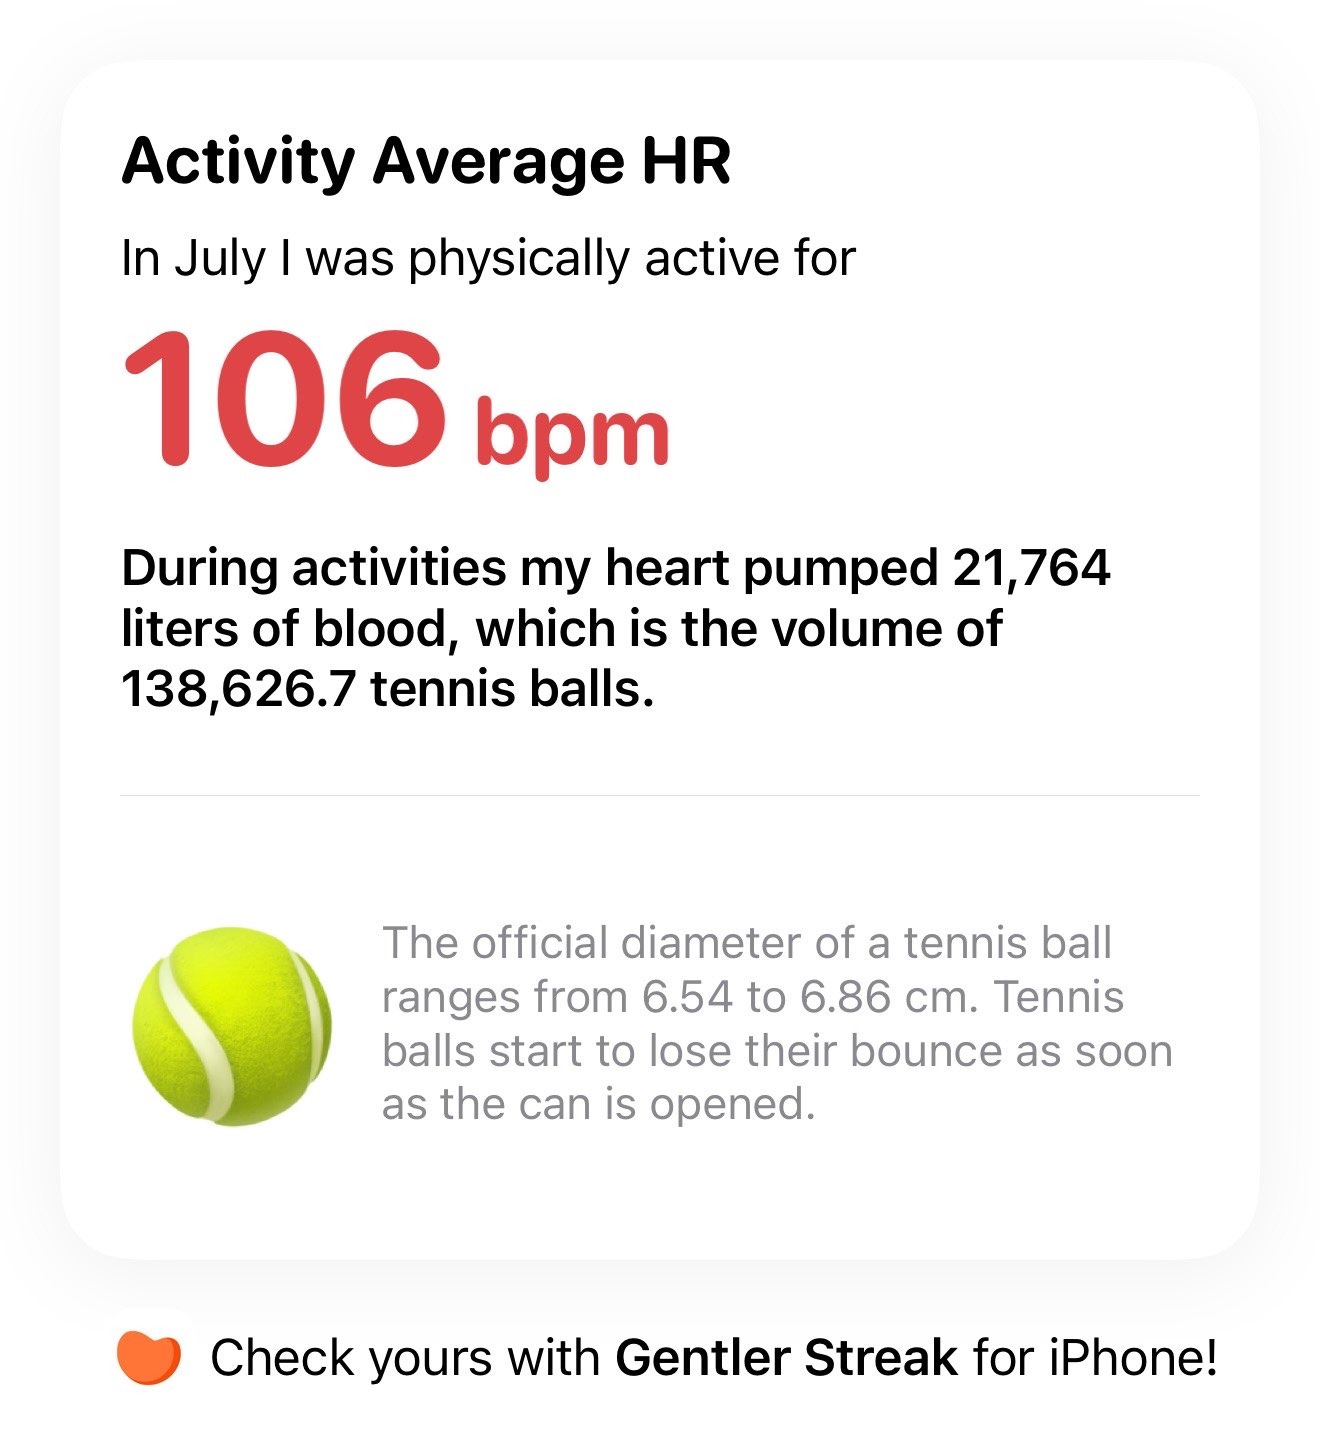 Activity Average HR
In July I was physically active for
106 bpm
During activities my heart pumped 21,764
liters of blood, which is the volume of
138,626.7 tennis balls.
The official diameter of a tennis ball
ranges from 6.54 to 6.86 cm. Tennis
balls start to lose their bounce as soon
as the can is opened.
Check yours with Gentler Streak for iPhone!